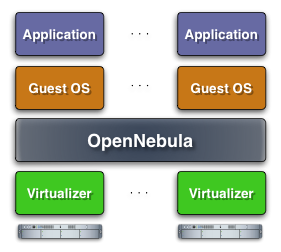 Application · · · Application
Guest OS · · · Guest OS
OpenNebula
Virtualizer · · · Virtualizer